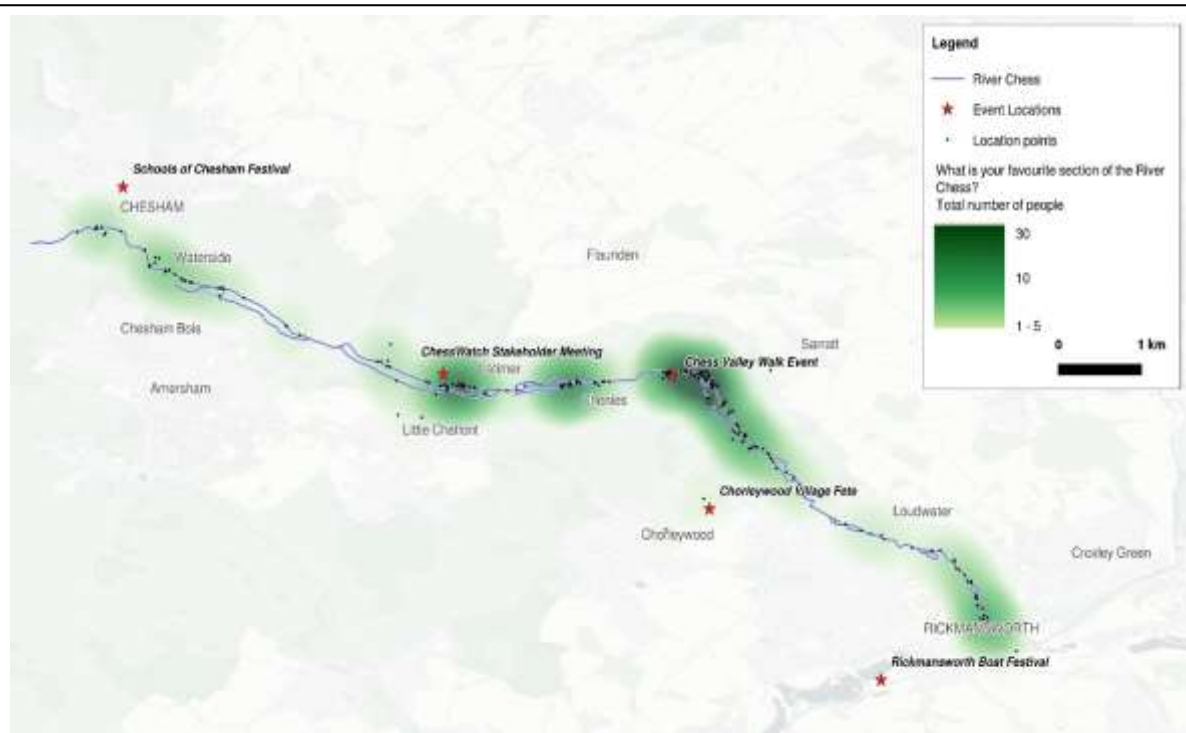 Legend
River Chess
Event Locations
Location points
What is your favourite section of the River
Chess?
Total number of people
30
10
1 - 5
0 1 km
Schools of Chesham Festival
CHESHAM
Waterside
Flaunden
Chesham Bois
Sarratt
ChessWatch Stakeholder Meeting
Chess Valley Walk Event
Amersham
Chenies
Little Chalfont
Chorleywood Village Fete
Loudwater
Chorleywood
Croxley Green
RICKMANSWORTH
Rickmansworth Boat Festival